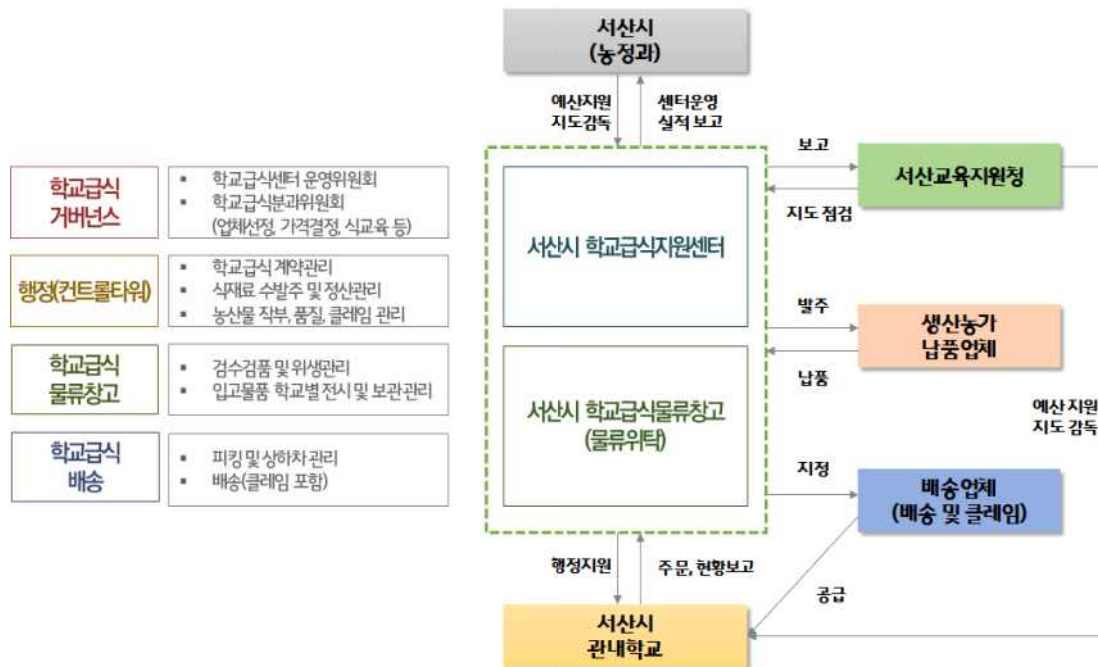 서산시
(농정과)
예산지원
지도감독
센터운영
실적 보고
학교급식
거버넌스
▪ 학교급식센터 운영위원회
▪ 학교급식분과위원회
(업체선정, 가격결정, 식교육 등)
행정(컨트롤타워)
▪ 학교급식 계약관리
▪ 식재료 수발주 및 정산관리
▪ 농산물 작부, 품질, 클레임 관리
학교급식
물류창고
▪ 검수검품 및 위생관리
▪ 입고물품 학교별 전시 및 보관관리
학교급식
배송
▪ 피킹 및 상하차 관리
▪ 배송(클레임 포함)
서산시 학교급식지원센터
서산시 학교급식물류창고
(물류위탁)
보고
지도 점검
서산교육지원청
발주
납품
생산농가
납품업체
예산 지원
지도 감독
지정
배송업체
(배송 및 클레임)
행정지원
주문, 현황보고
공급
서산시
관내학교